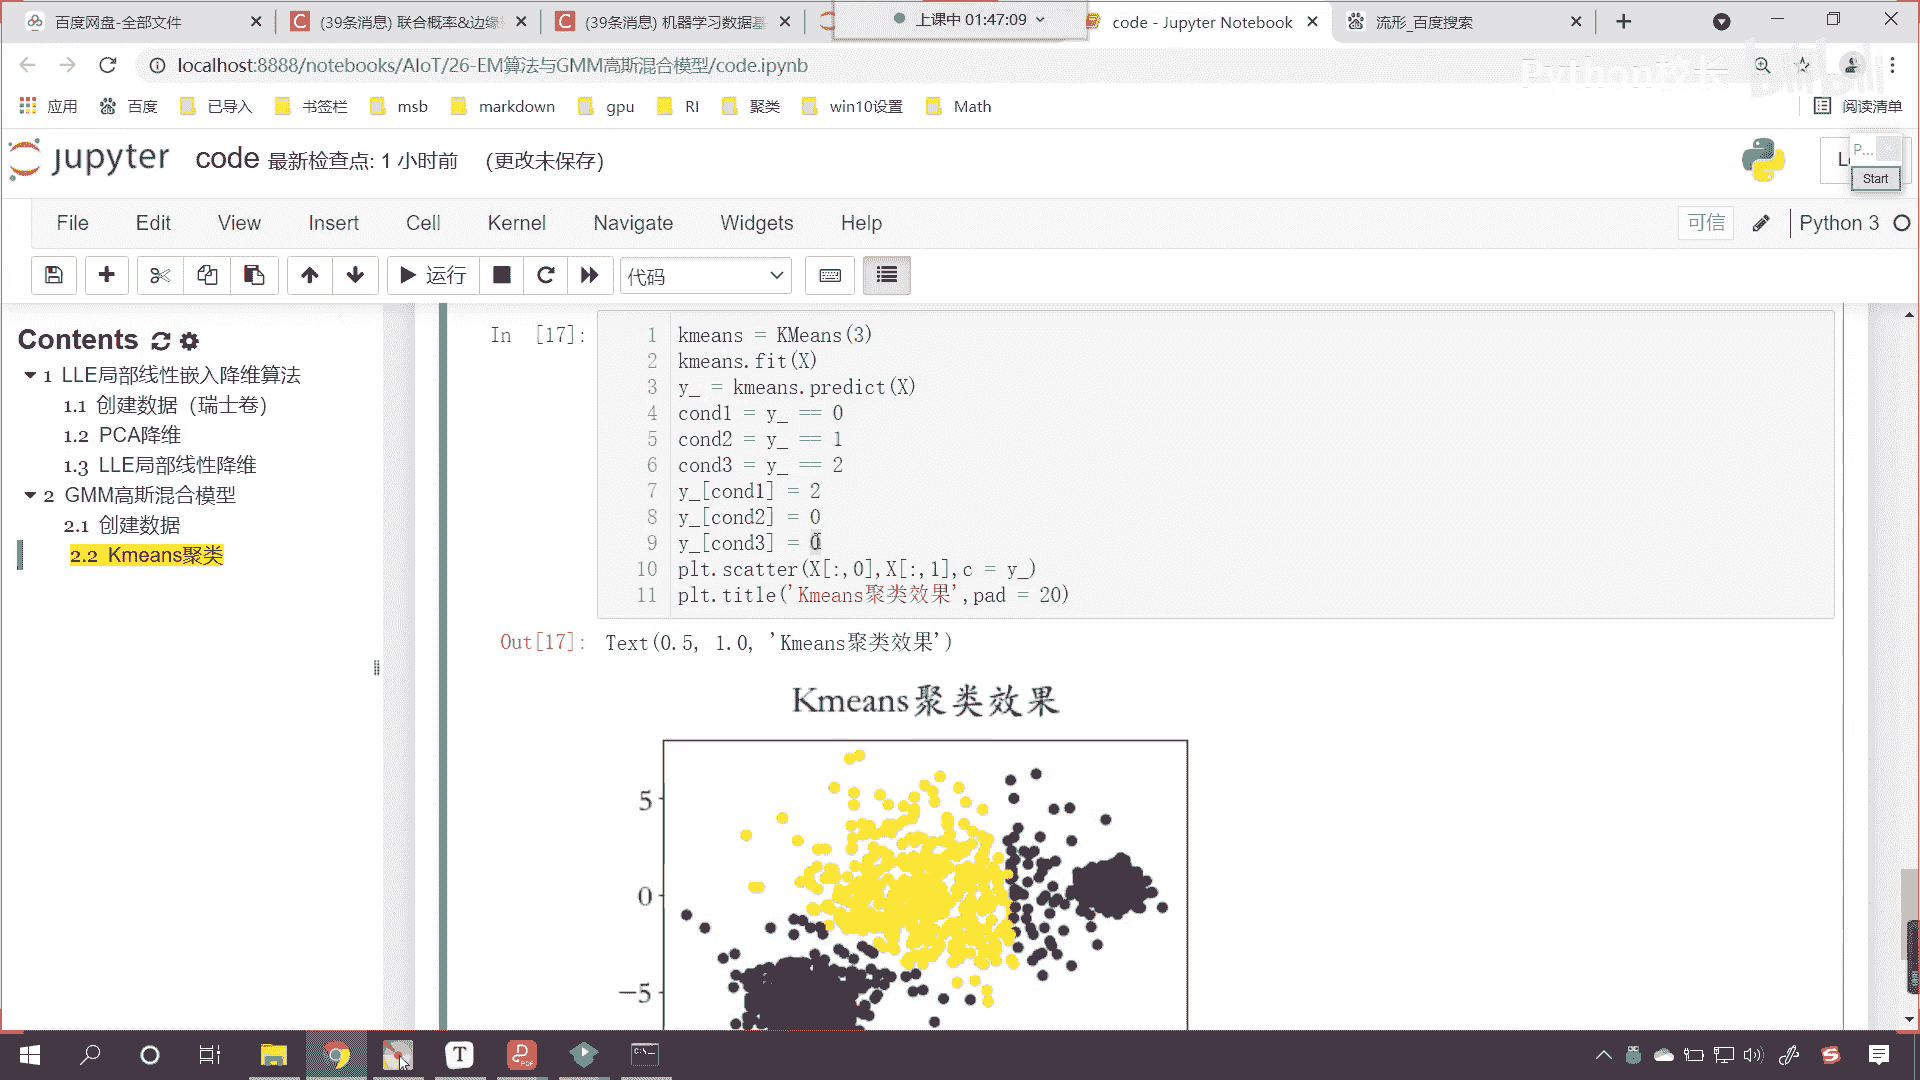 百度网盘-全部文件
(39条消息) 联合概率&边缘
(39条消息) 机器学习数据基
上课中 01:47:09
code - Jupyter Notebook
流形_百度搜索
localhost:8888/notebooks/AIoT/26-EM算法与GMM高斯混合模型/code.ipynb
Python校长
bilibili
应用
百度
已导入
书签栏
msb
markdown
gpu
RI
聚类
win10设置
Math
阅读清单
jupyter
code 最新检查点: 1 小时前 (更改未保存)
P...
Start
File
Edit
View
Insert
Cell
Kernel
Navigate
Widgets
Help
可信
Python 3
运行
代码
Contents
1 LLE局部线性嵌入降维算法
1.1 创建数据（瑞士卷）
1.2 PCA降维
1.3 LLE局部线性降维
2 GMM高斯混合模型
2.1 创建数据
2.2 Kmeans聚类
In [17]:
1 kmeans = KMeans(3)
2 kmeans.fit(X)
3 y_ = kmeans.predict(X)
4 cond1 = y_ == 0
5 cond2 = y_ == 1
6 cond3 = y_ == 2
7 y_[cond1] = 2
8 y_[cond2] = 0
9 y_[cond3] = 0
10 plt.scatter(X[:,0],X[:,1],c = y_)
11 plt.title('Kmeans聚类效果',pad = 20)
Out[17]: Text(0.5, 1.0, 'Kmeans聚类效果')
Kmeans聚类效果
5
0
−5